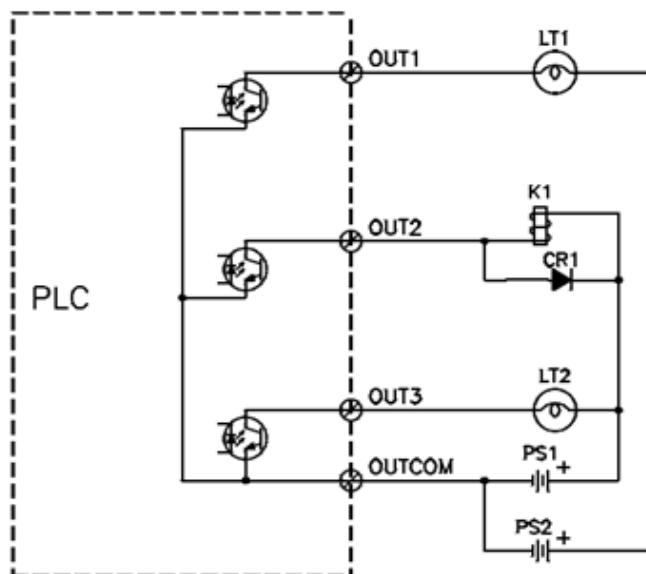 LT1
OUT1
K1
OUT2
CR1
PLC
LT2
OUT3
PS1
+
OUTCOM
PS2
+